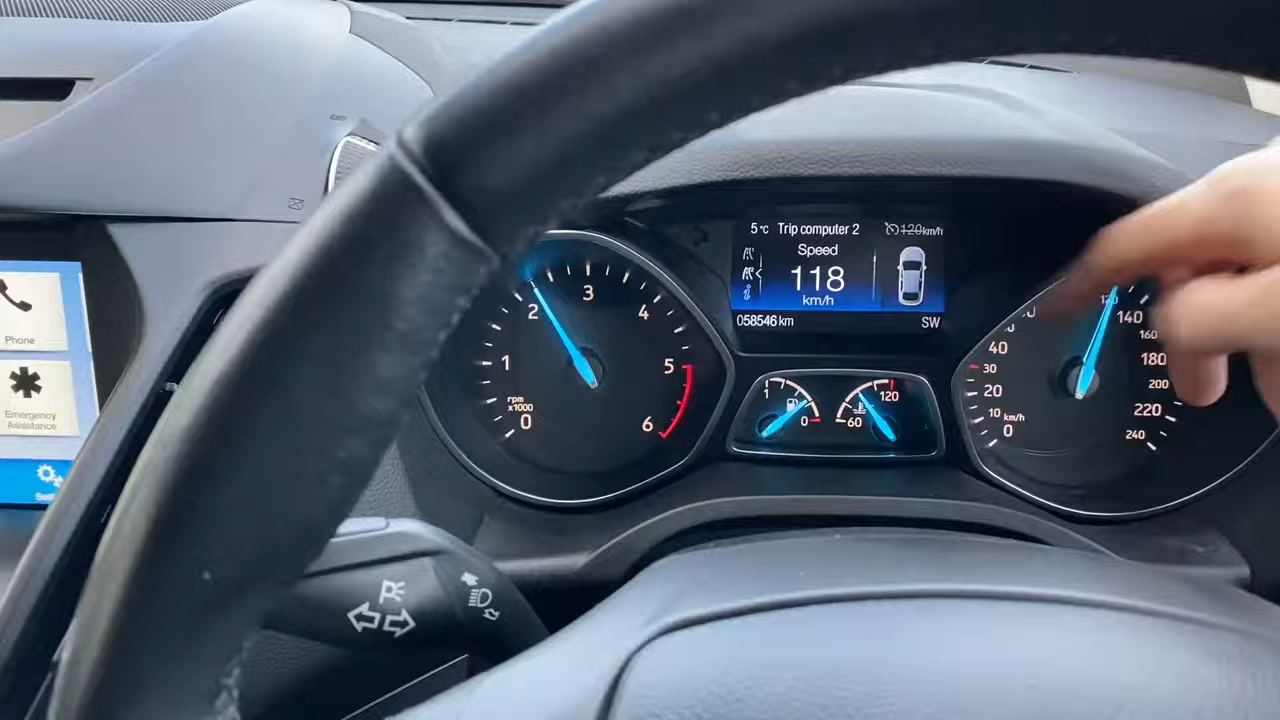 Phone
Emergency
Assistance
5°C Trip computer 2
120km/h
Speed
118
km/h
058546 km
SW
0
1
2
3
4
5
6
rpm
x1000
1
0
60
120
0
10
20
30
40
km/h
120
140
160
180
200
220
240